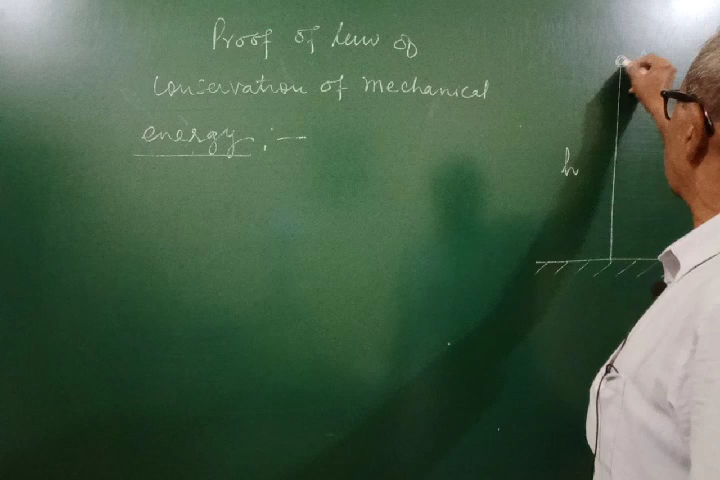 Proof of law of
conservation of mechanical
energy :-
h